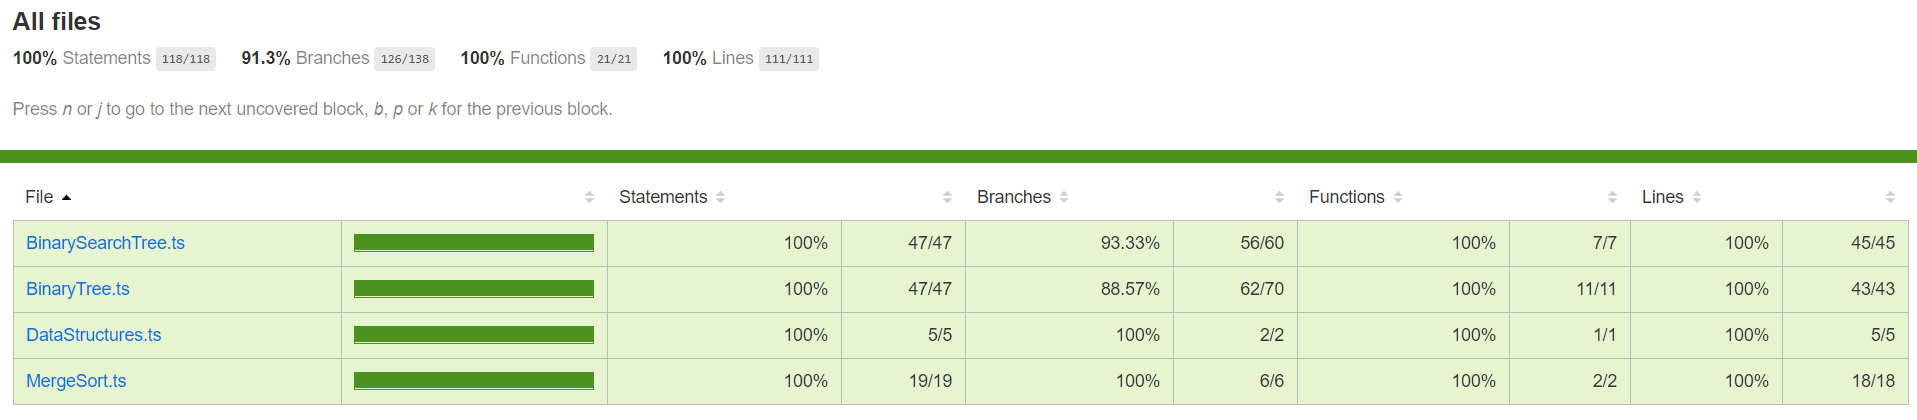 All files
100% Statements 118/118 91.3% Branches 126/138 100% Functions 21/21 100% Lines 111/111
Press n or j to go to the next uncovered block, b, p or k for the previous block.
File Statements Branches Functions Lines
BinarySearchTree.ts 100% 47/47 93.33% 56/60 100% 7/7 100% 45/45
BinaryTree.ts 100% 47/47 88.57% 62/70 100% 11/11 100% 43/43
DataStructures.ts 100% 5/5 100% 2/2 100% 1/1 100% 5/5
MergeSort.ts 100% 19/19 100% 6/6 100% 2/2 100% 18/18